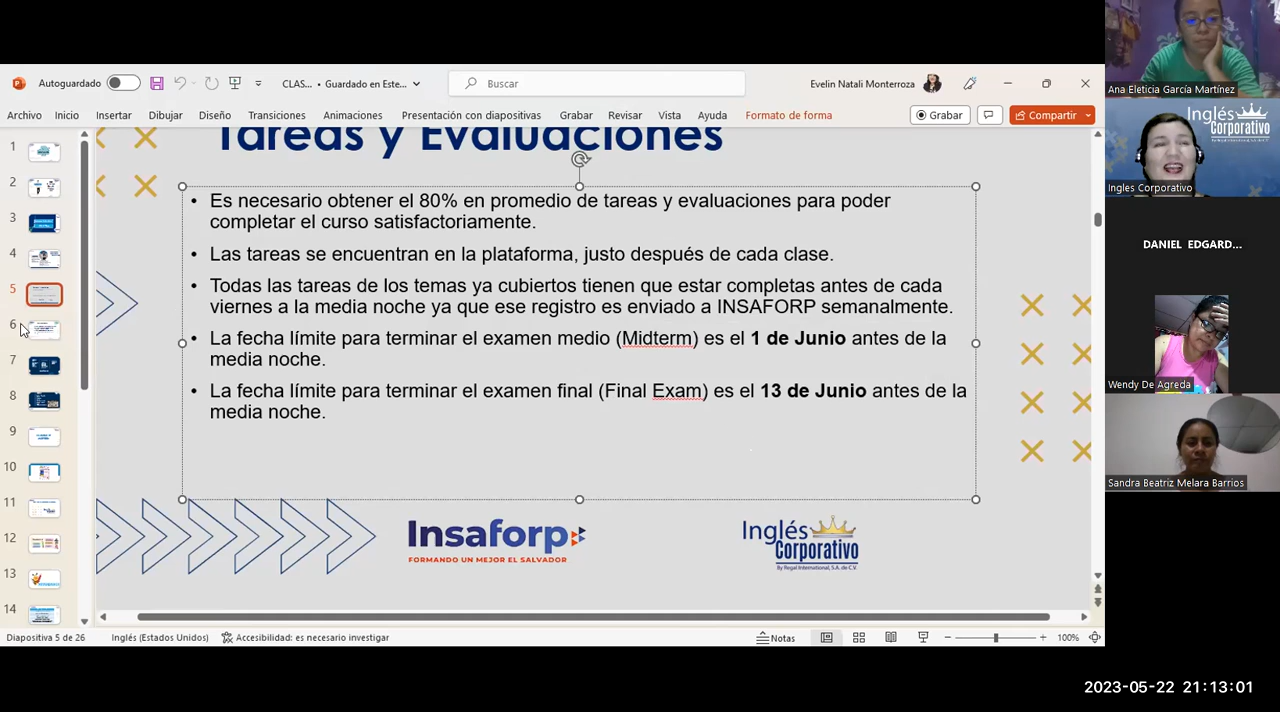 Autoguardado
CLAS... • Guardado en Este...
Buscar
Evelin Natali Monterroza
Archivo Inicio Insertar Dibujar Diseño Transiciones Animaciones Presentación con diapositivas Grabar Revisar Vista Ayuda Formato de forma
Grabar
Compartir
1
2
3
4
5
6
7
8
9
10
11
12
13
14
Tareas y Evaluaciones
• Es necesario obtener el 80% en promedio de tareas y evaluaciones para poder
completar el curso satisfactoriamente.
• Las tareas se encuentran en la plataforma, justo después de cada clase.
• Todas las tareas de los temas ya cubiertos tienen que estar completas antes de cada
viernes a la media noche ya que ese registro es enviado a INSAFORP semanalmente.
• La fecha límite para terminar el examen medio (Midterm) es el 1 de Junio antes de la
media noche.
• La fecha límite para terminar el examen final (Final Exam) es el 13 de Junio antes de la
media noche.
Insaforp
FORMANDO UN MEJOR EL SALVADOR
Inglés
Corporativo
By Regal International, S.A. de C.V.
Diapositiva 5 de 26
Inglés (Estados Unidos)
Accesibilidad: es necesario investigar
Notas
100%
Ana Eleticia García Martínez
Inglés
Corporativo
Ingles Corporativo
DANIEL EDGARD...
Wendy De Agreda
Sandra Beatriz Melara Barrios
2023-05-22 21:13:01